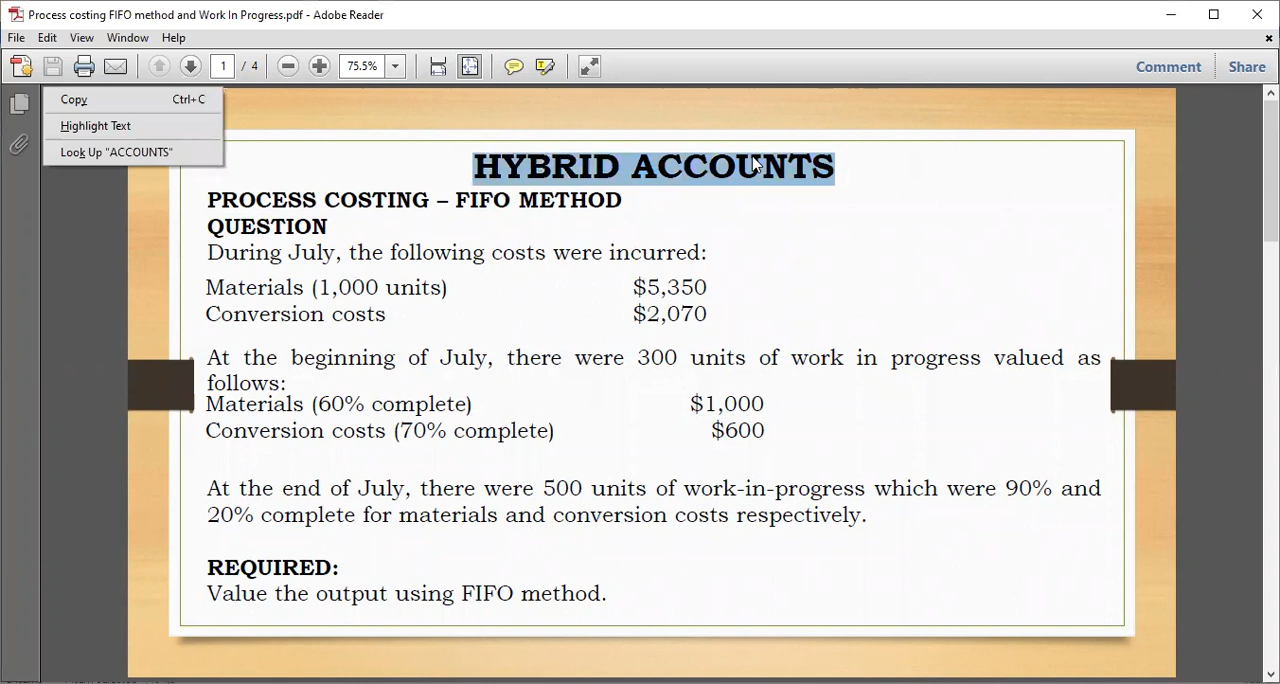 Process costing FIFO method and Work In Progress.pdf - Adobe Reader
File Edit View Window Help
1 / 4 75.5% Comment Share
Copy Ctrl+C
Highlight Text
Look Up "ACCOUNTS"
HYBRID ACCOUNTS
PROCESS COSTING – FIFO METHOD
QUESTION
During July, the following costs were incurred:
Materials (1,000 units) $5,350
Conversion costs $2,070
At the beginning of July, there were 300 units of work in progress valued as
follows:
Materials (60% complete) $1,000
Conversion costs (70% complete) $600
At the end of July, there were 500 units of work-in-progress which were 90% and
20% complete for materials and conversion costs respectively.
REQUIRED:
Value the output using FIFO method.